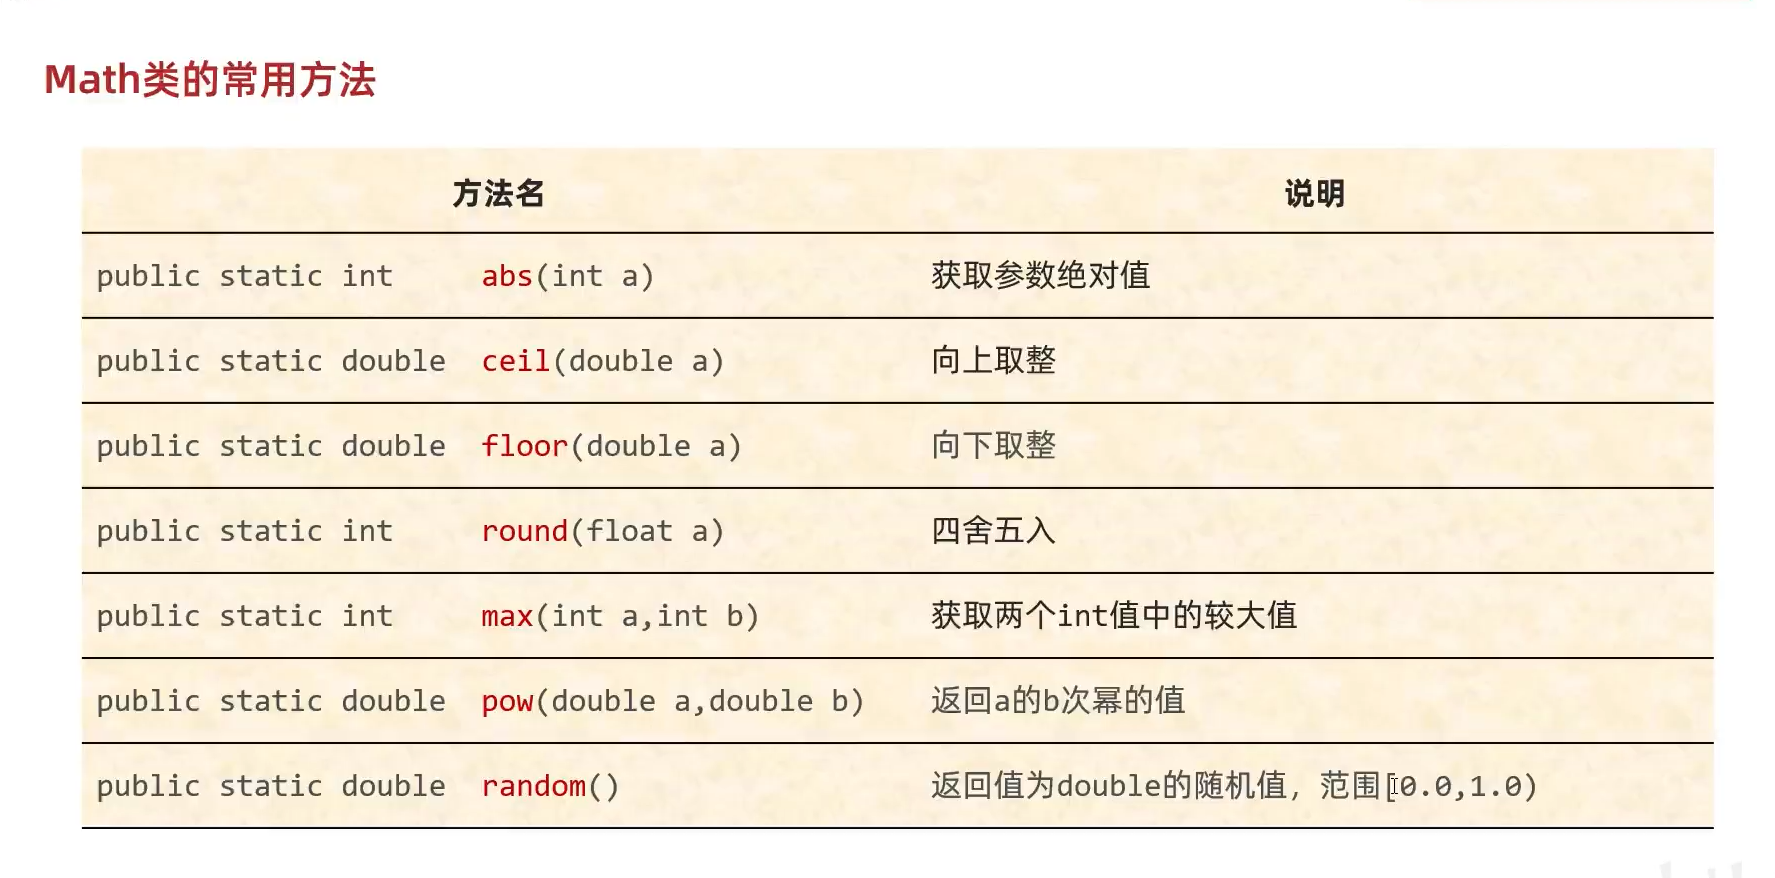 Math类的常用方法
方法名 说明
public static int abs(int a) 获取参数绝对值
public static double ceil(double a) 向上取整
public static double floor(double a) 向下取整
public static int round(float a) 四舍五入
public static int max(int a,int b) 获取两个int值中的较大值
public static double pow(double a,double b) 返回a的b次幂的值
public static double random() 返回值为double的随机值，范围[0.0,1.0)